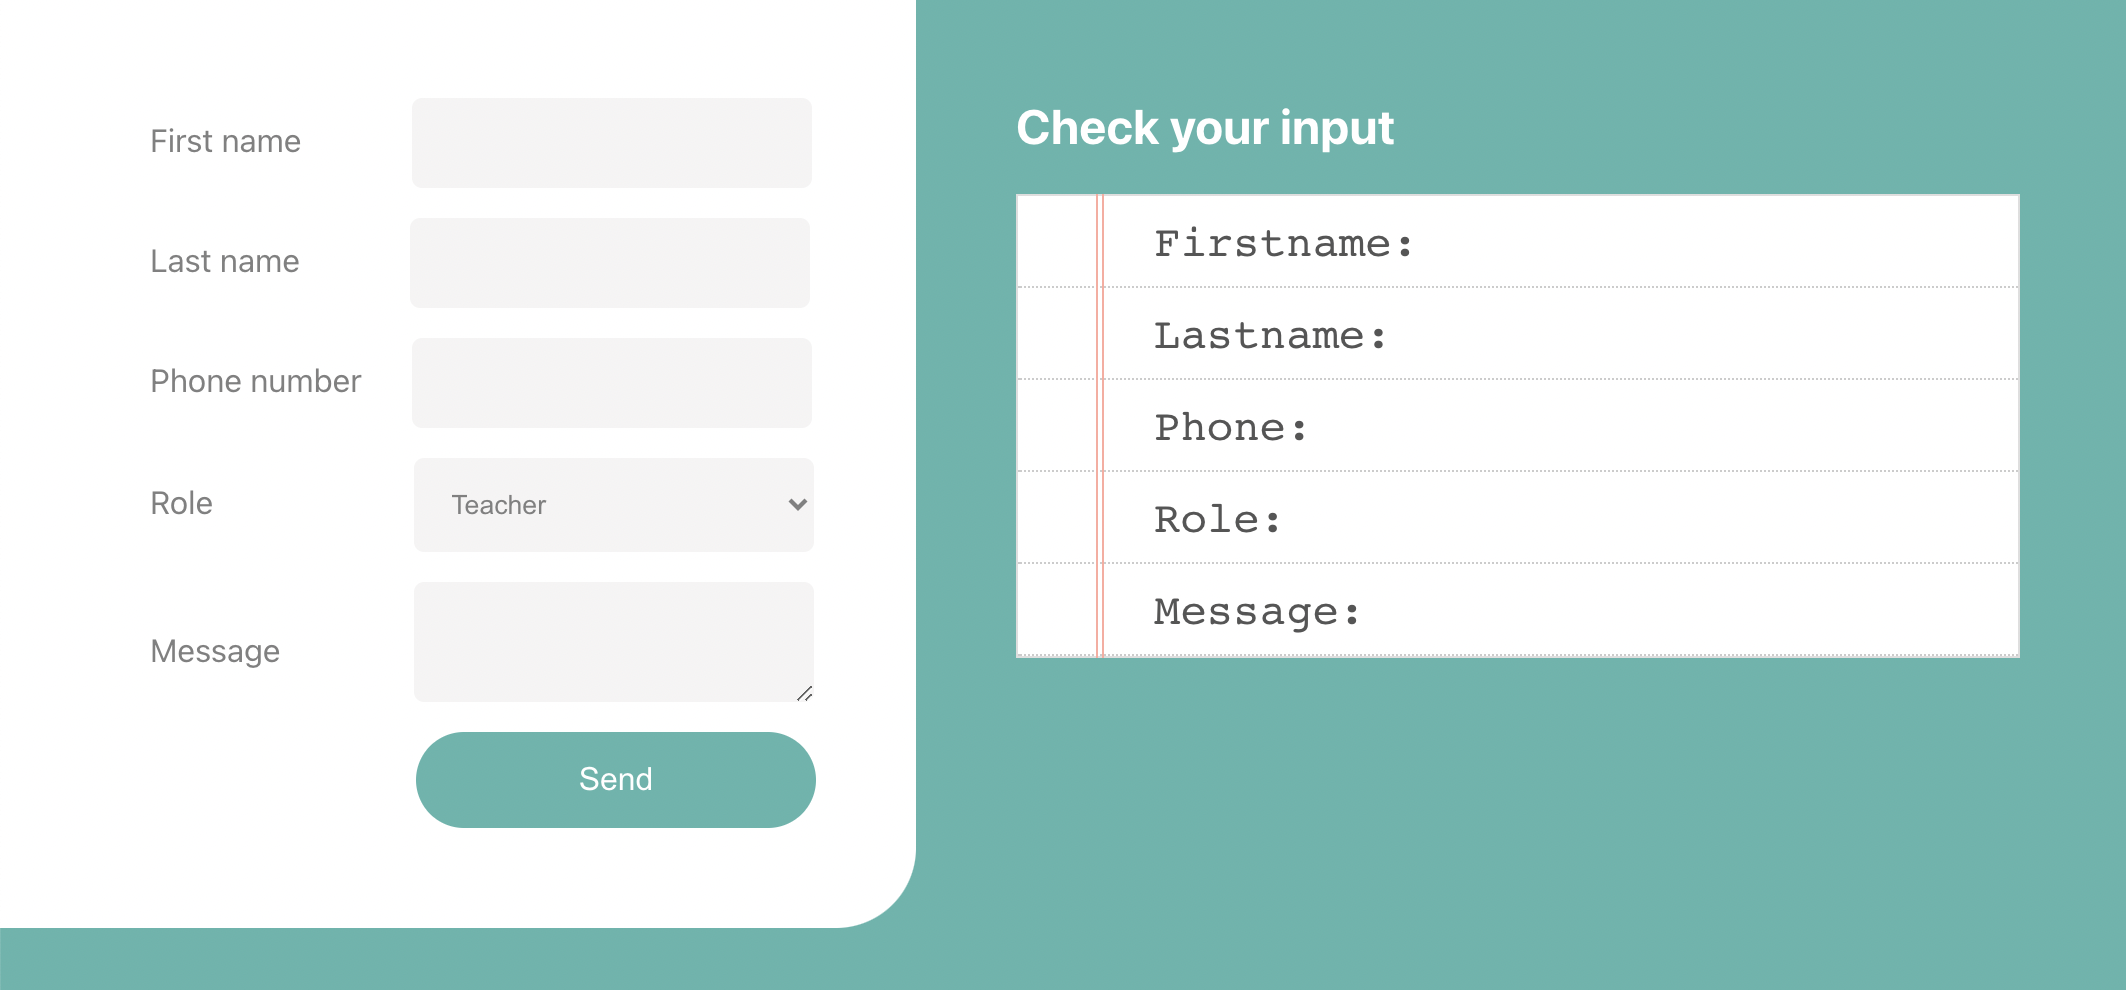 First name
Last name
Phone number
Role
Teacher
Message
Send
Check your input
Firstname:
Lastname:
Phone:
Role:
Message: